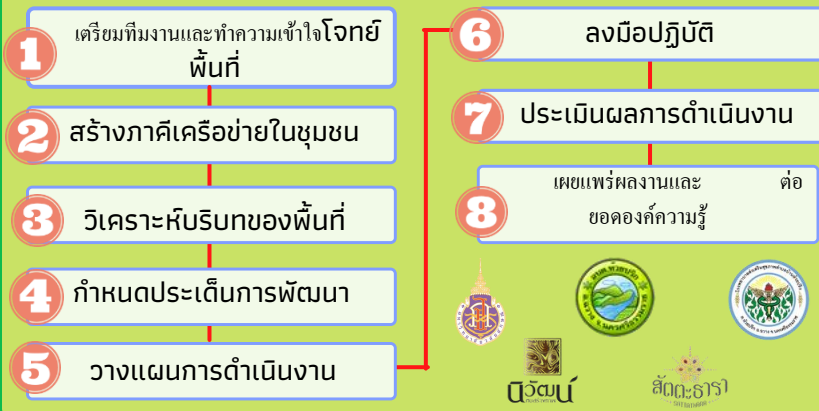 1
เตรียมทีมงานและทำความเข้าใจโจทย์
พื้นที่
2
สร้างภาคีเครือข่ายในชุมชน
3
วิเคราะห์บริบทของพื้นที่
4
กำหนดประเด็นการพัฒนา
5
วางแผนการดำเนินงาน
6
ลงมือปฏิบัติ
7
ประเมินผลการดำเนินงาน
8
เผยแพร่ผลงานและ ต่อ
ยอดองค์ความรู้
นิวัฒน์
สัตตะธารา